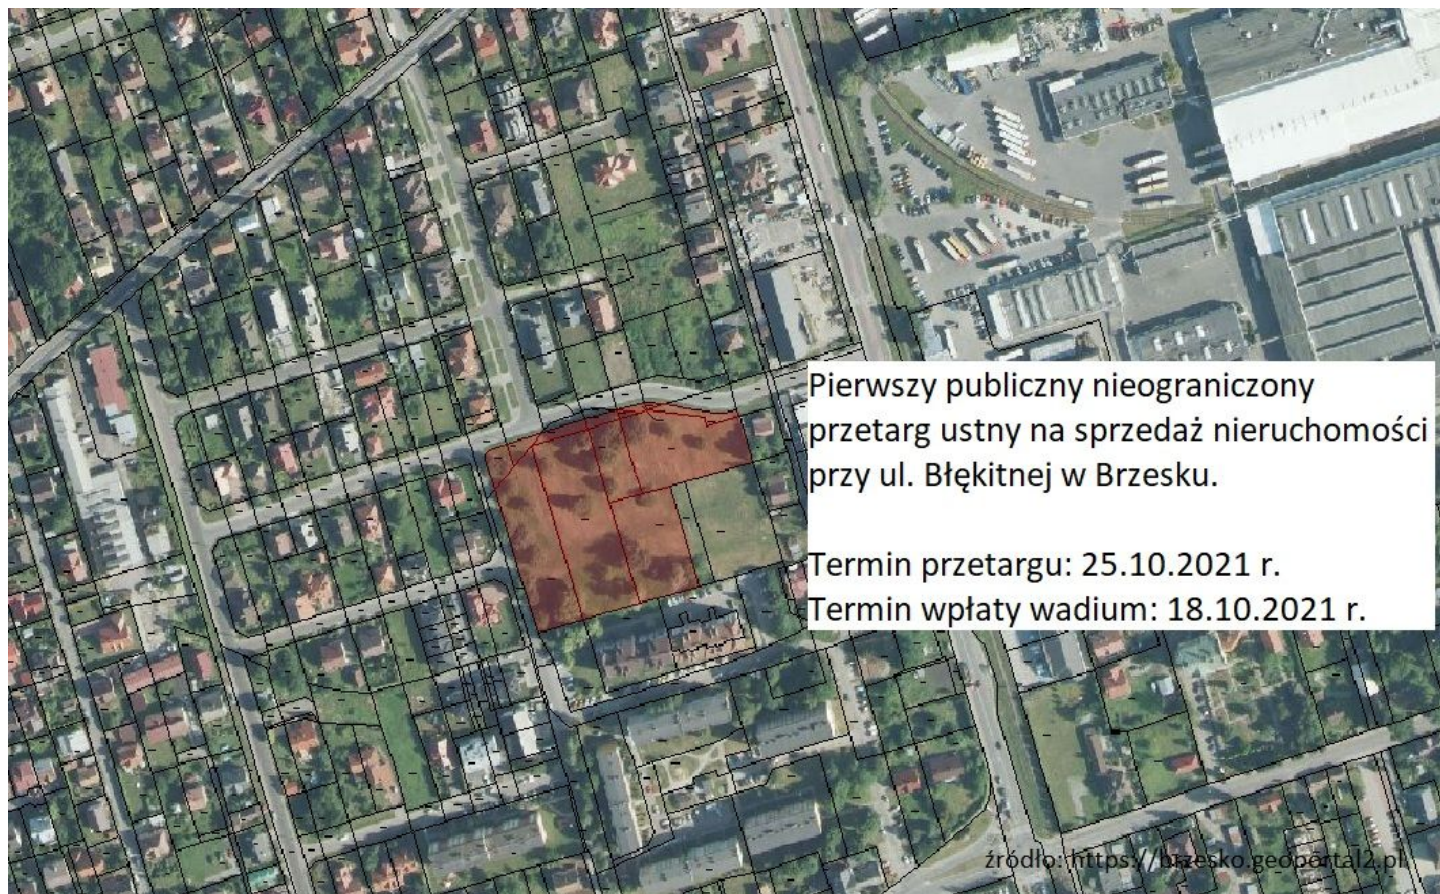 Pierwszy publiczny nieograniczony
przetarg ustny na sprzedaż nieruchomości
przy ul. Błękitnej w Brzesku.
Termin przetargu: 25.10.2021 r.
Termin wpłaty wadium: 18.10.2021 r.
źródło: https://brzesko.geoportal2.pl